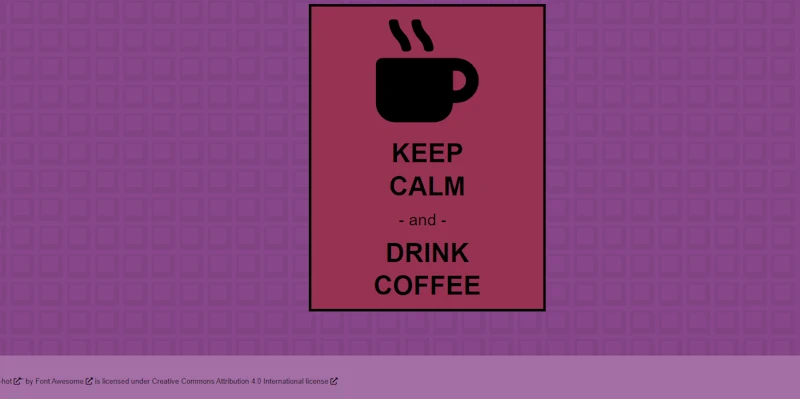 KEEP
CALM
- and -
DRINK
COFFEE
-hot " by Font Awesome is licensed under Creative Commons Attribution 4.0 International license